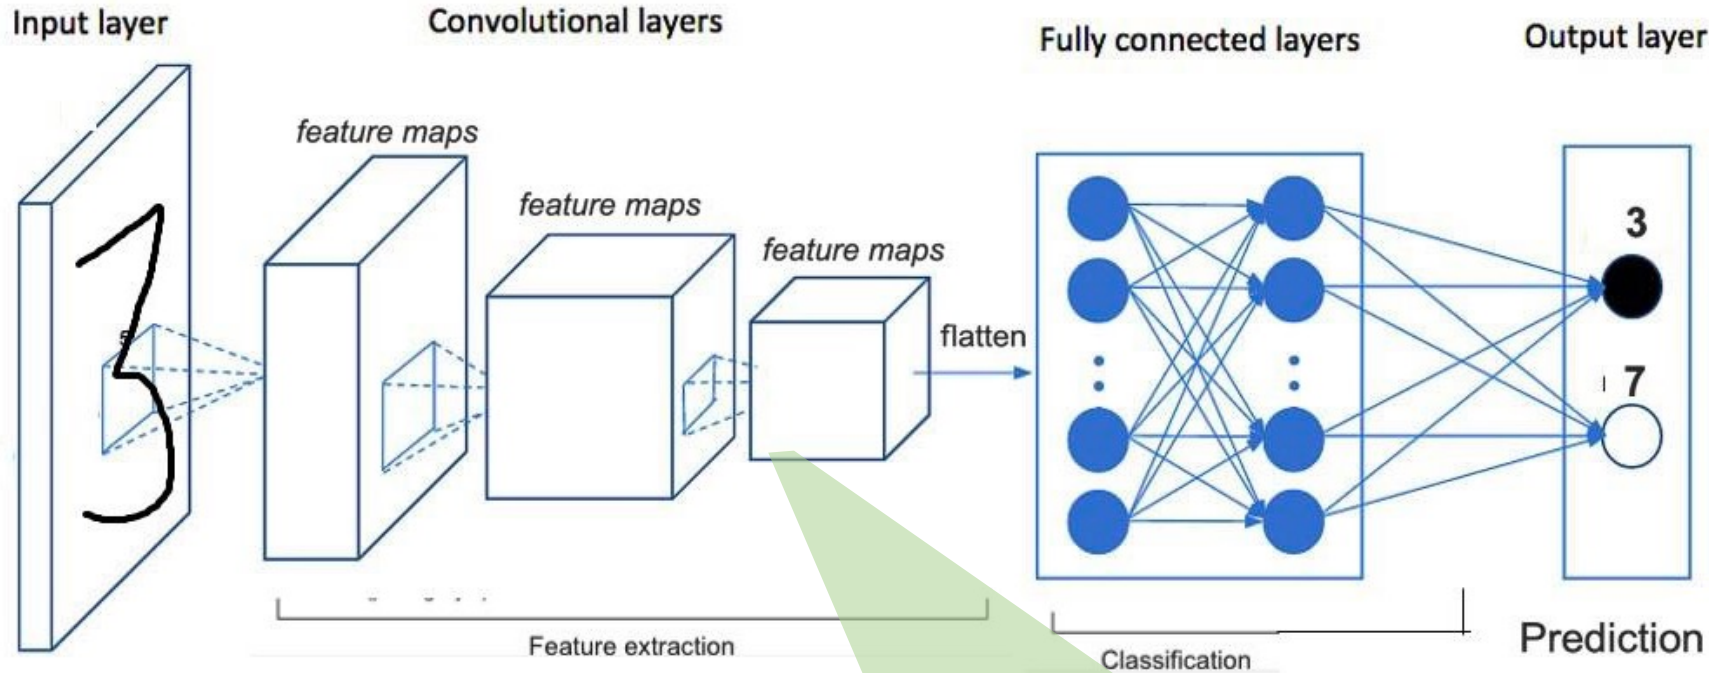 Input layer
Convolutional layers
Fully connected layers
Output layer
feature maps
feature maps
feature maps
flatten
3
3
7
Feature extraction
Classification
Prediction